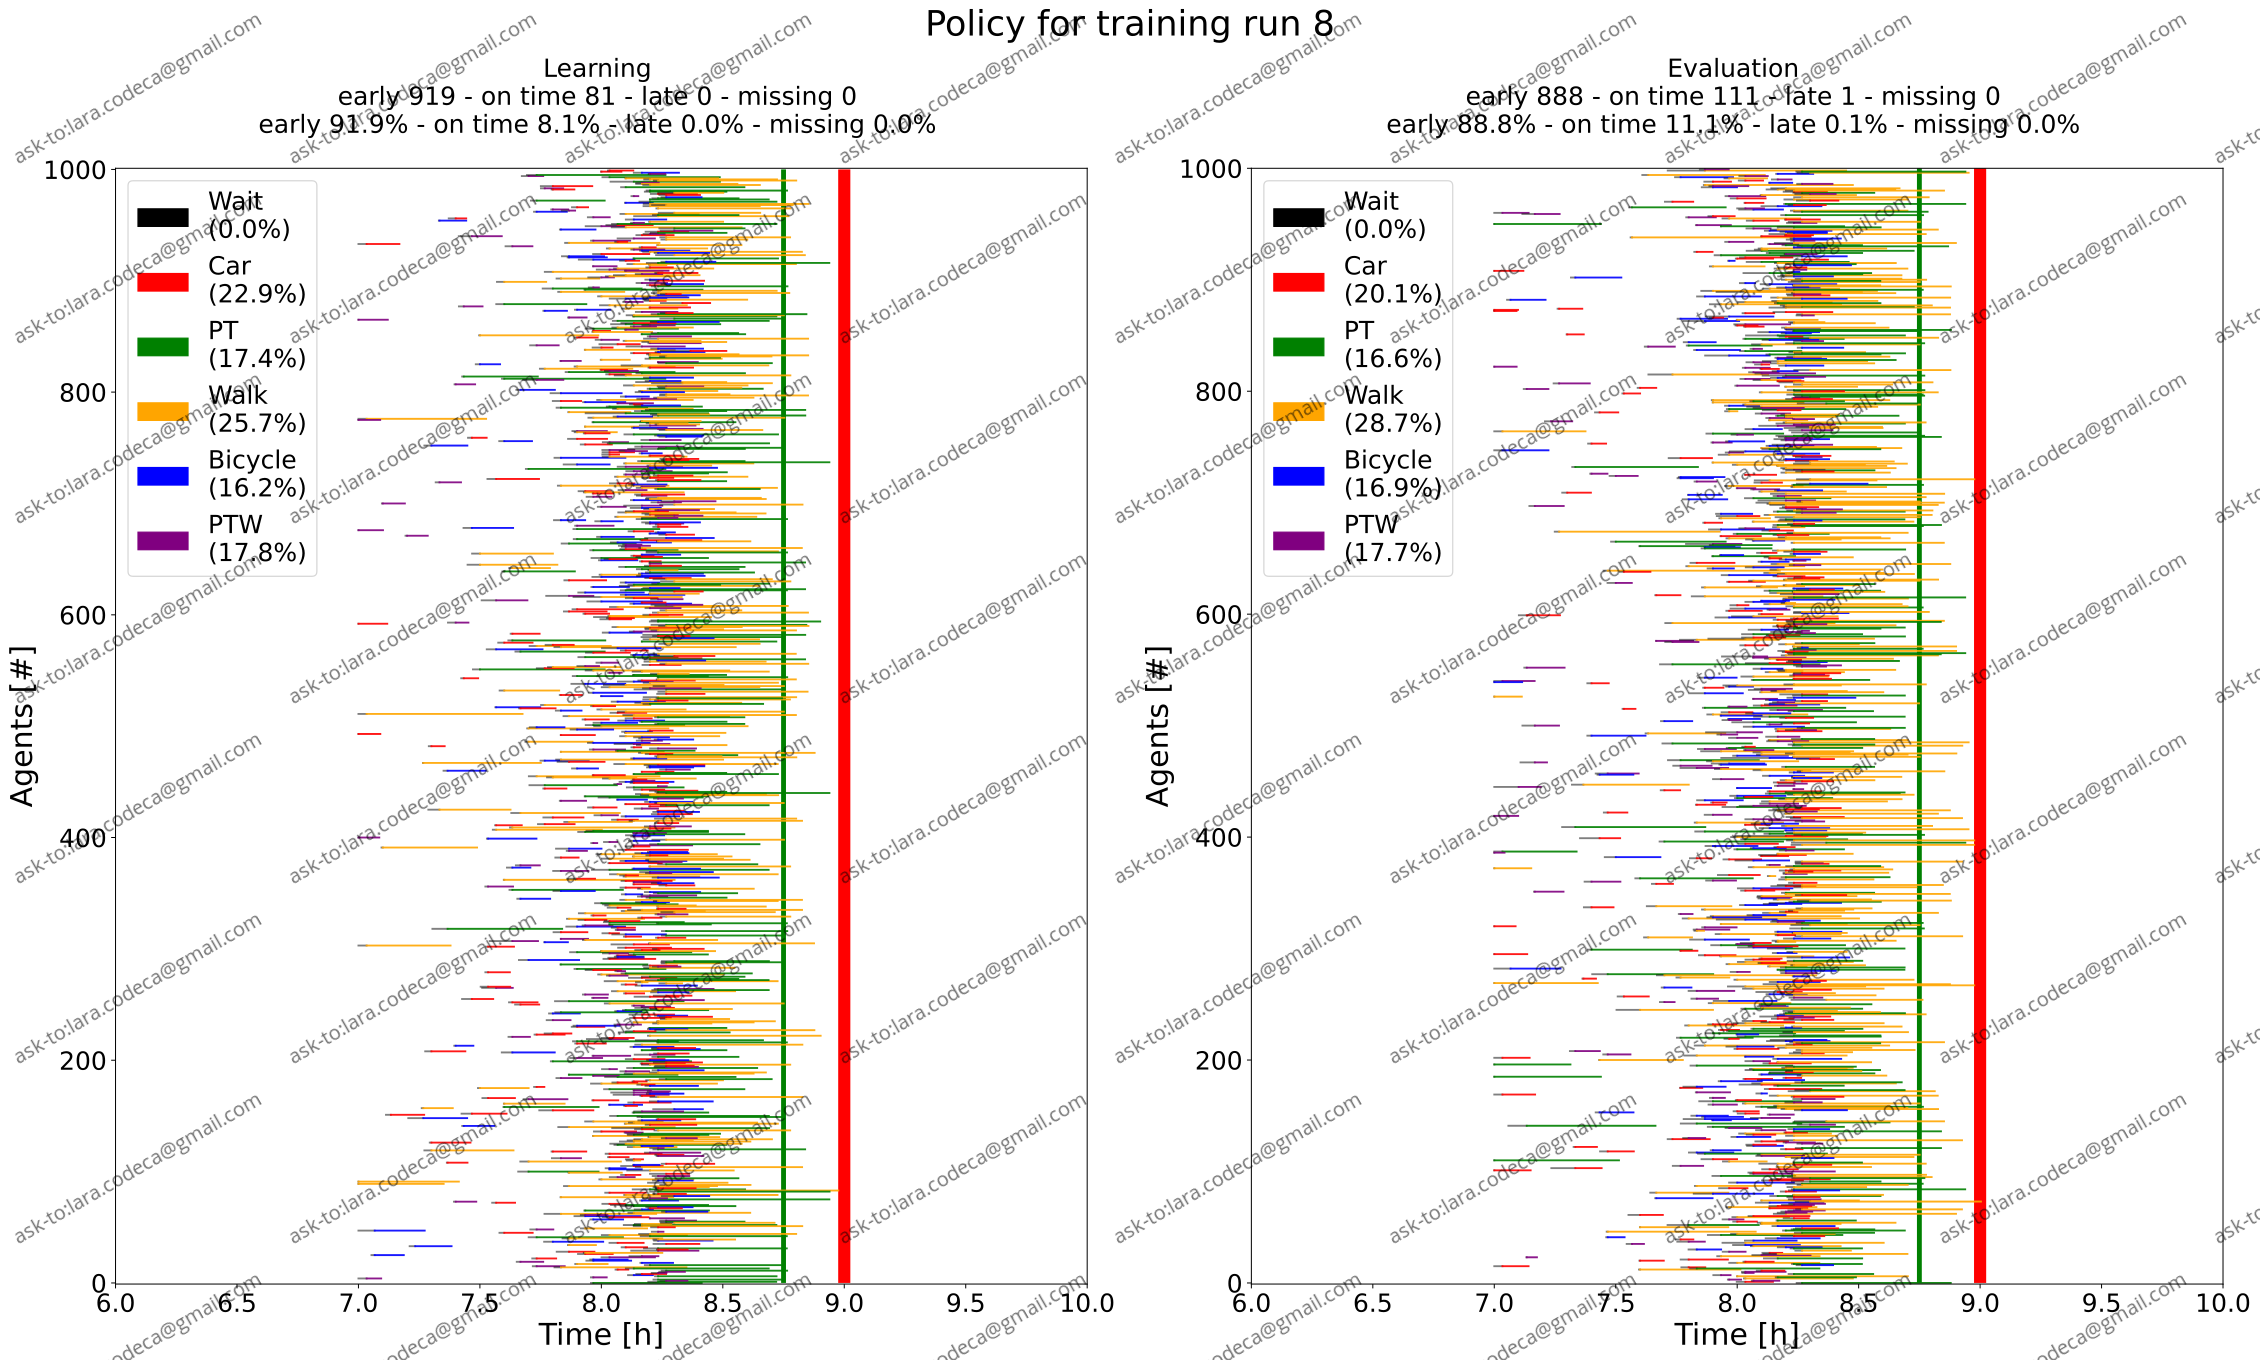 Policy for training run 8
Learning
early 919 - on time 81 - late 0 - missing 0
early 91.9% - on time 8.1% - late 0.0% - missing 0.0%
Agents [#]
1000
800
600
400
200
0
Wait
(0.0%)
Car
(22.9%)
PT
(17.4%)
Walk
(25.7%)
Bicycle
(16.2%)
PTW
(17.8%)
6.0 6.5 7.0 7.5 8.0 8.5 9.0 9.5 10.0
Time [h]
Evaluation
early 888 - on time 111 - late 1 - missing 0
early 88.8% - on time 11.1% - late 0.1% - missing 0.0%
Agents [#]
1000
800
600
400
200
0
Wait
(0.0%)
Car
(20.1%)
PT
(16.6%)
Walk
(28.7%)
Bicycle
(16.9%)
PTW
(17.7%)
6.0 6.5 7.0 7.5 8.0 8.5 9.0 9.5 10.0
Time [h]
ask-to:lara.codeca@gmail.com